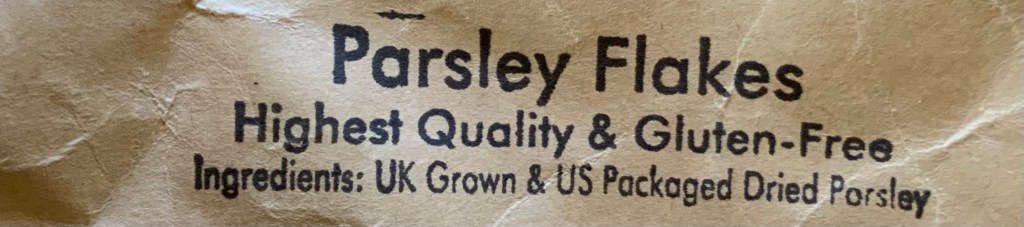 Parsley Flakes
Highest Quality & Gluten-Free
Ingredients: UK Grown & US Packaged Dried Parsley